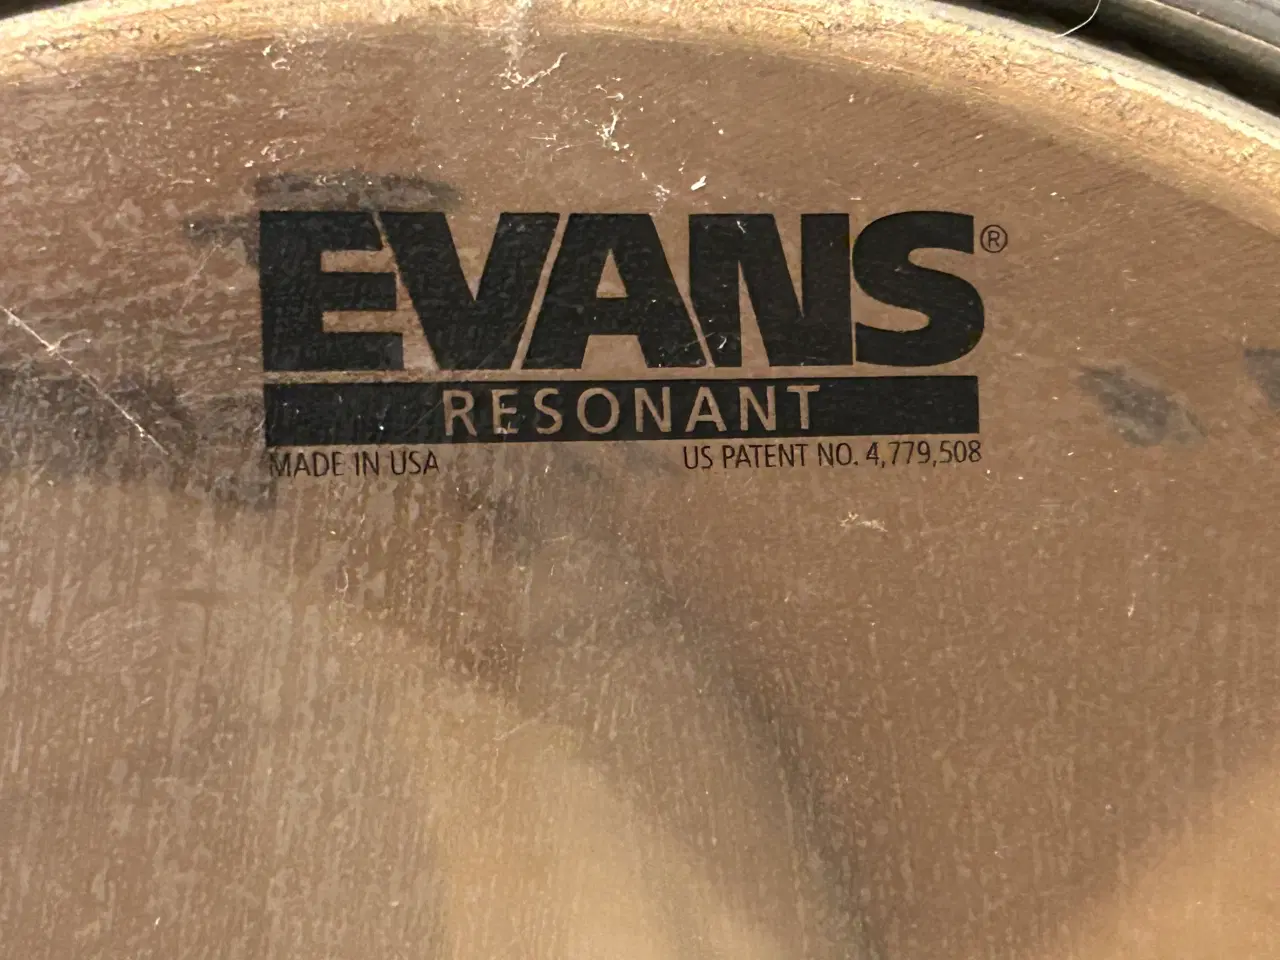 EVANS®
RESONANT
MADE IN USA US PATENT NO. 4,779,508